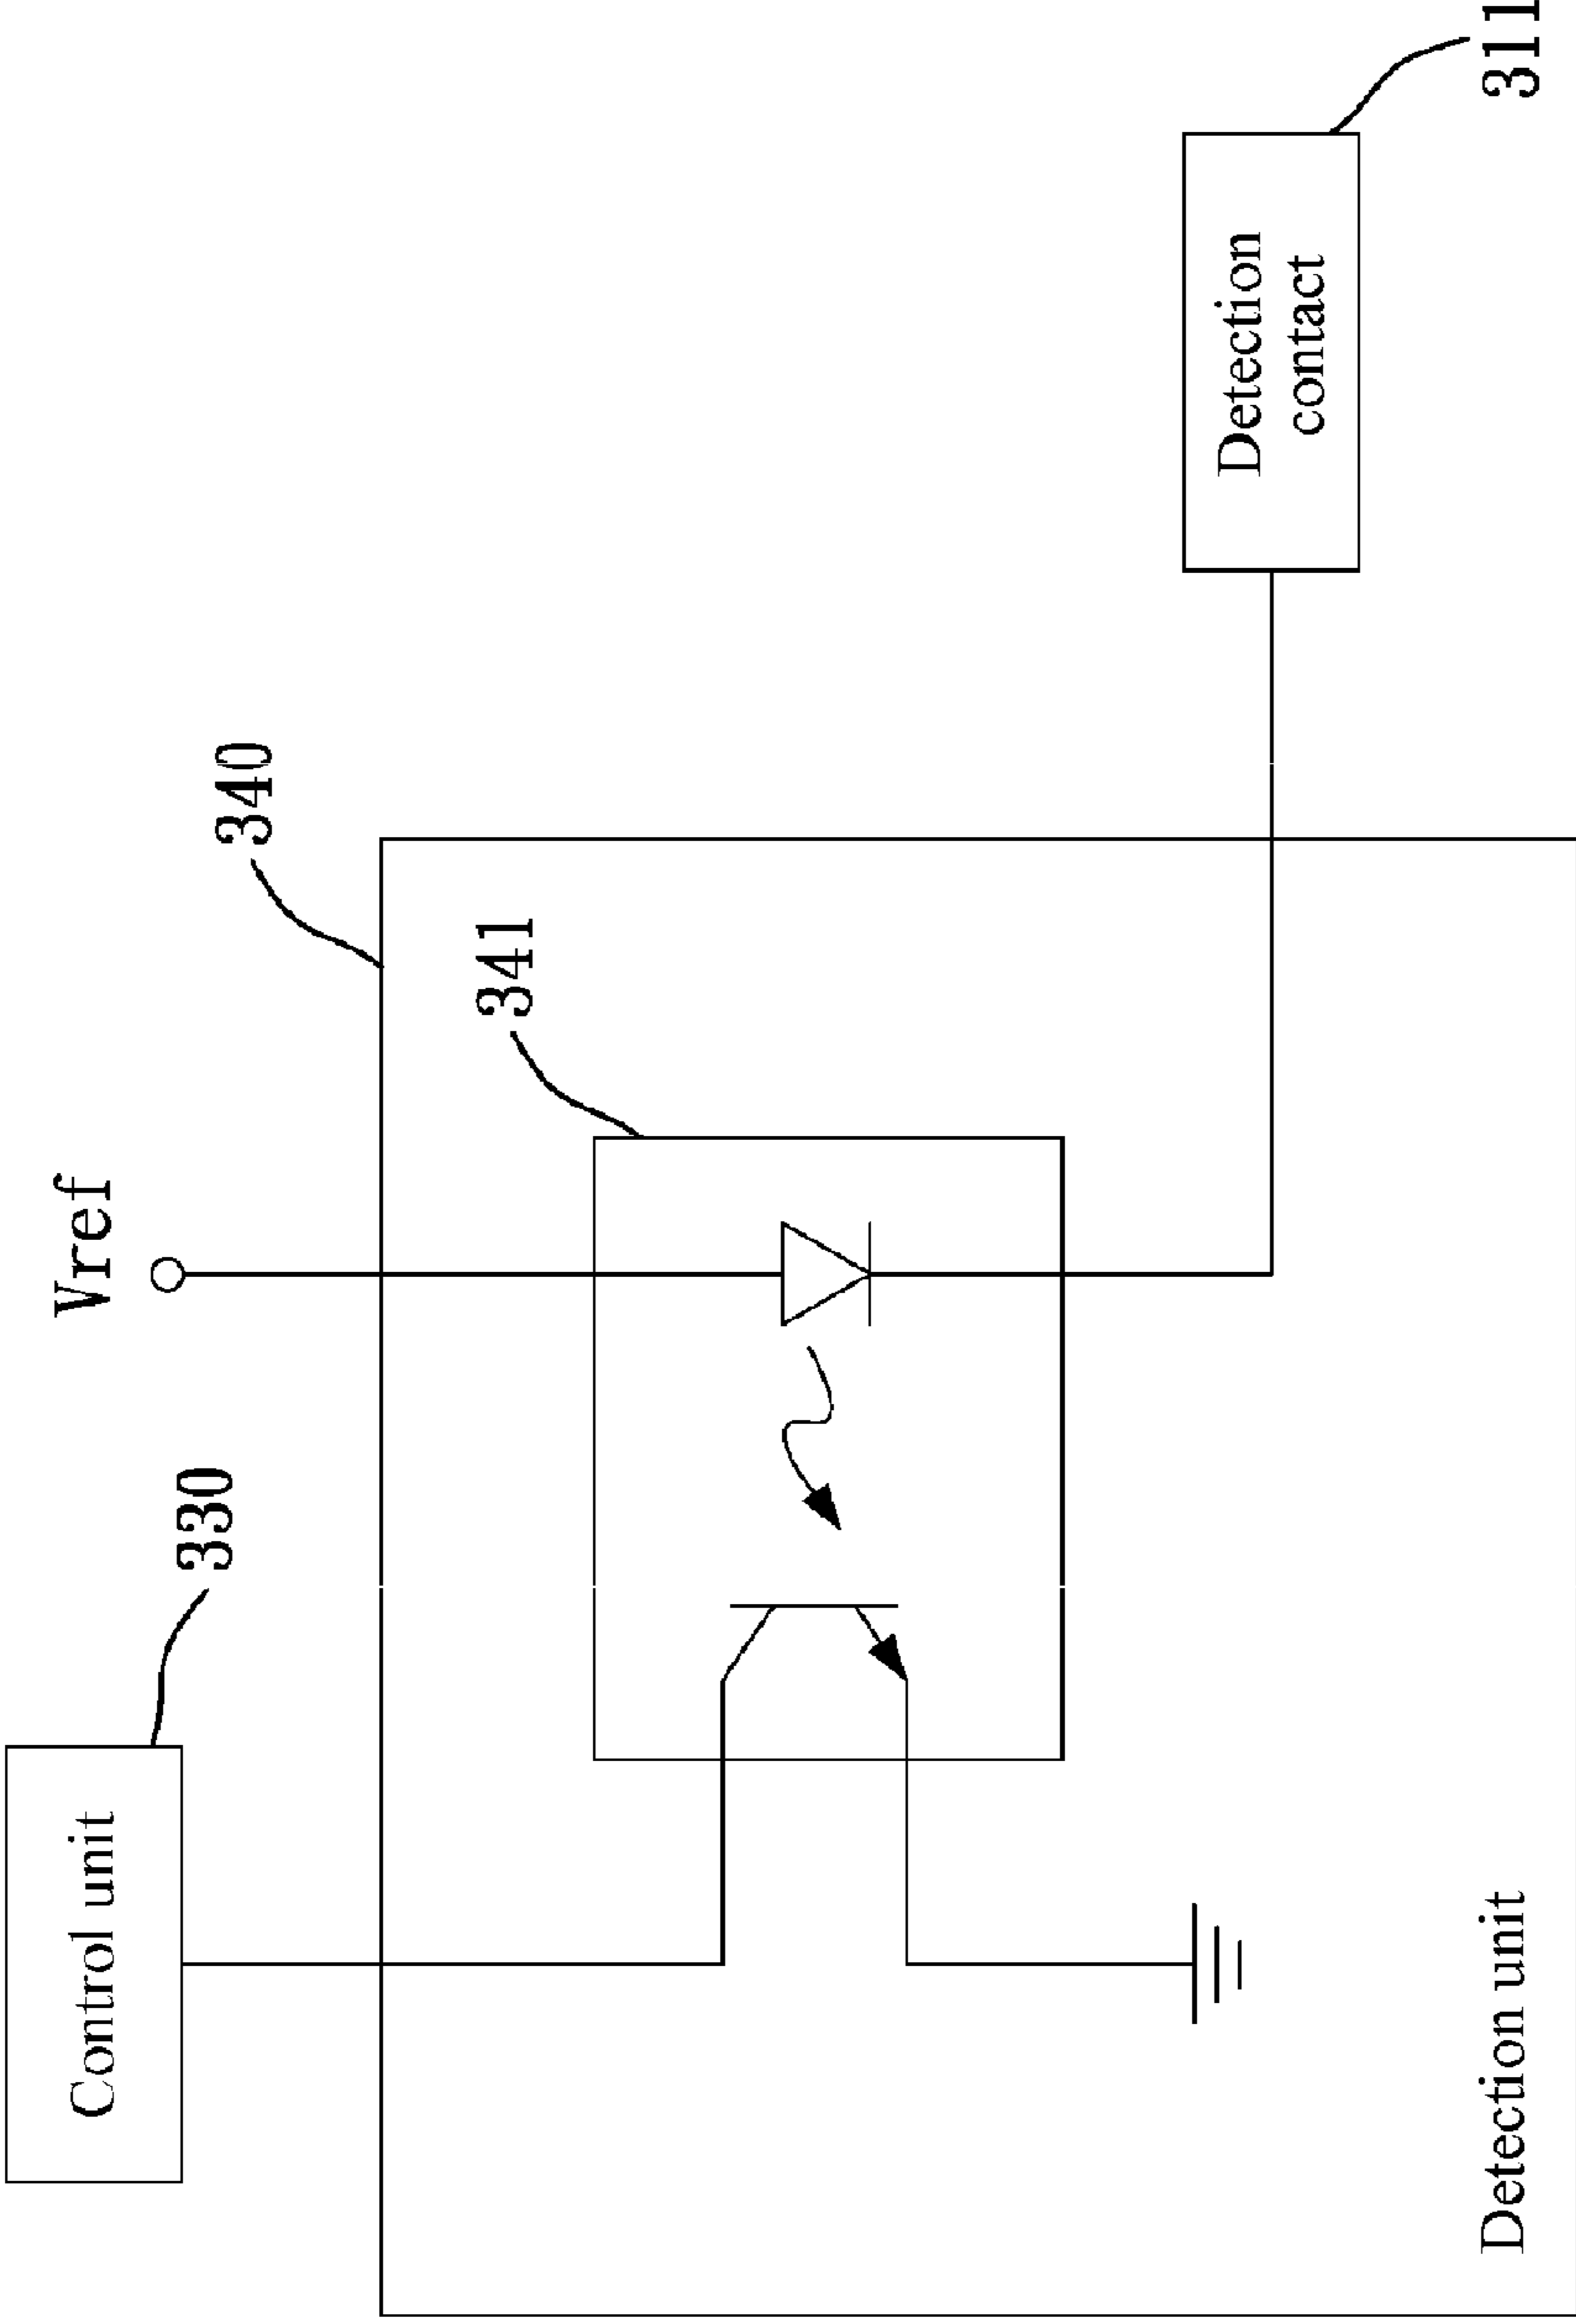 Control unit
330
Vref
340
341
Detection
contact
311
Detection unit